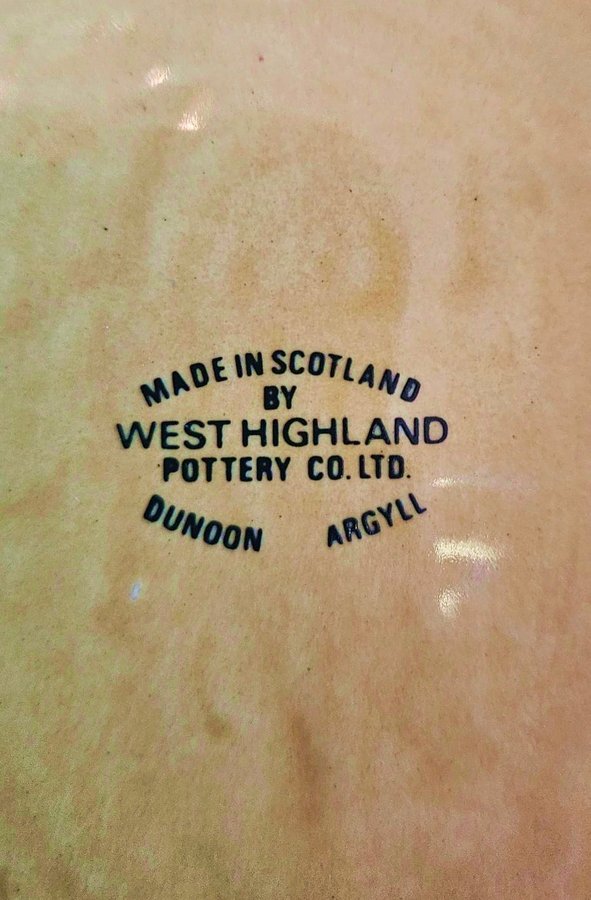 MADE IN SCOTLAND
BY
WEST HIGHLAND
POTTERY CO. LTD.
DUNOON ARGYLL